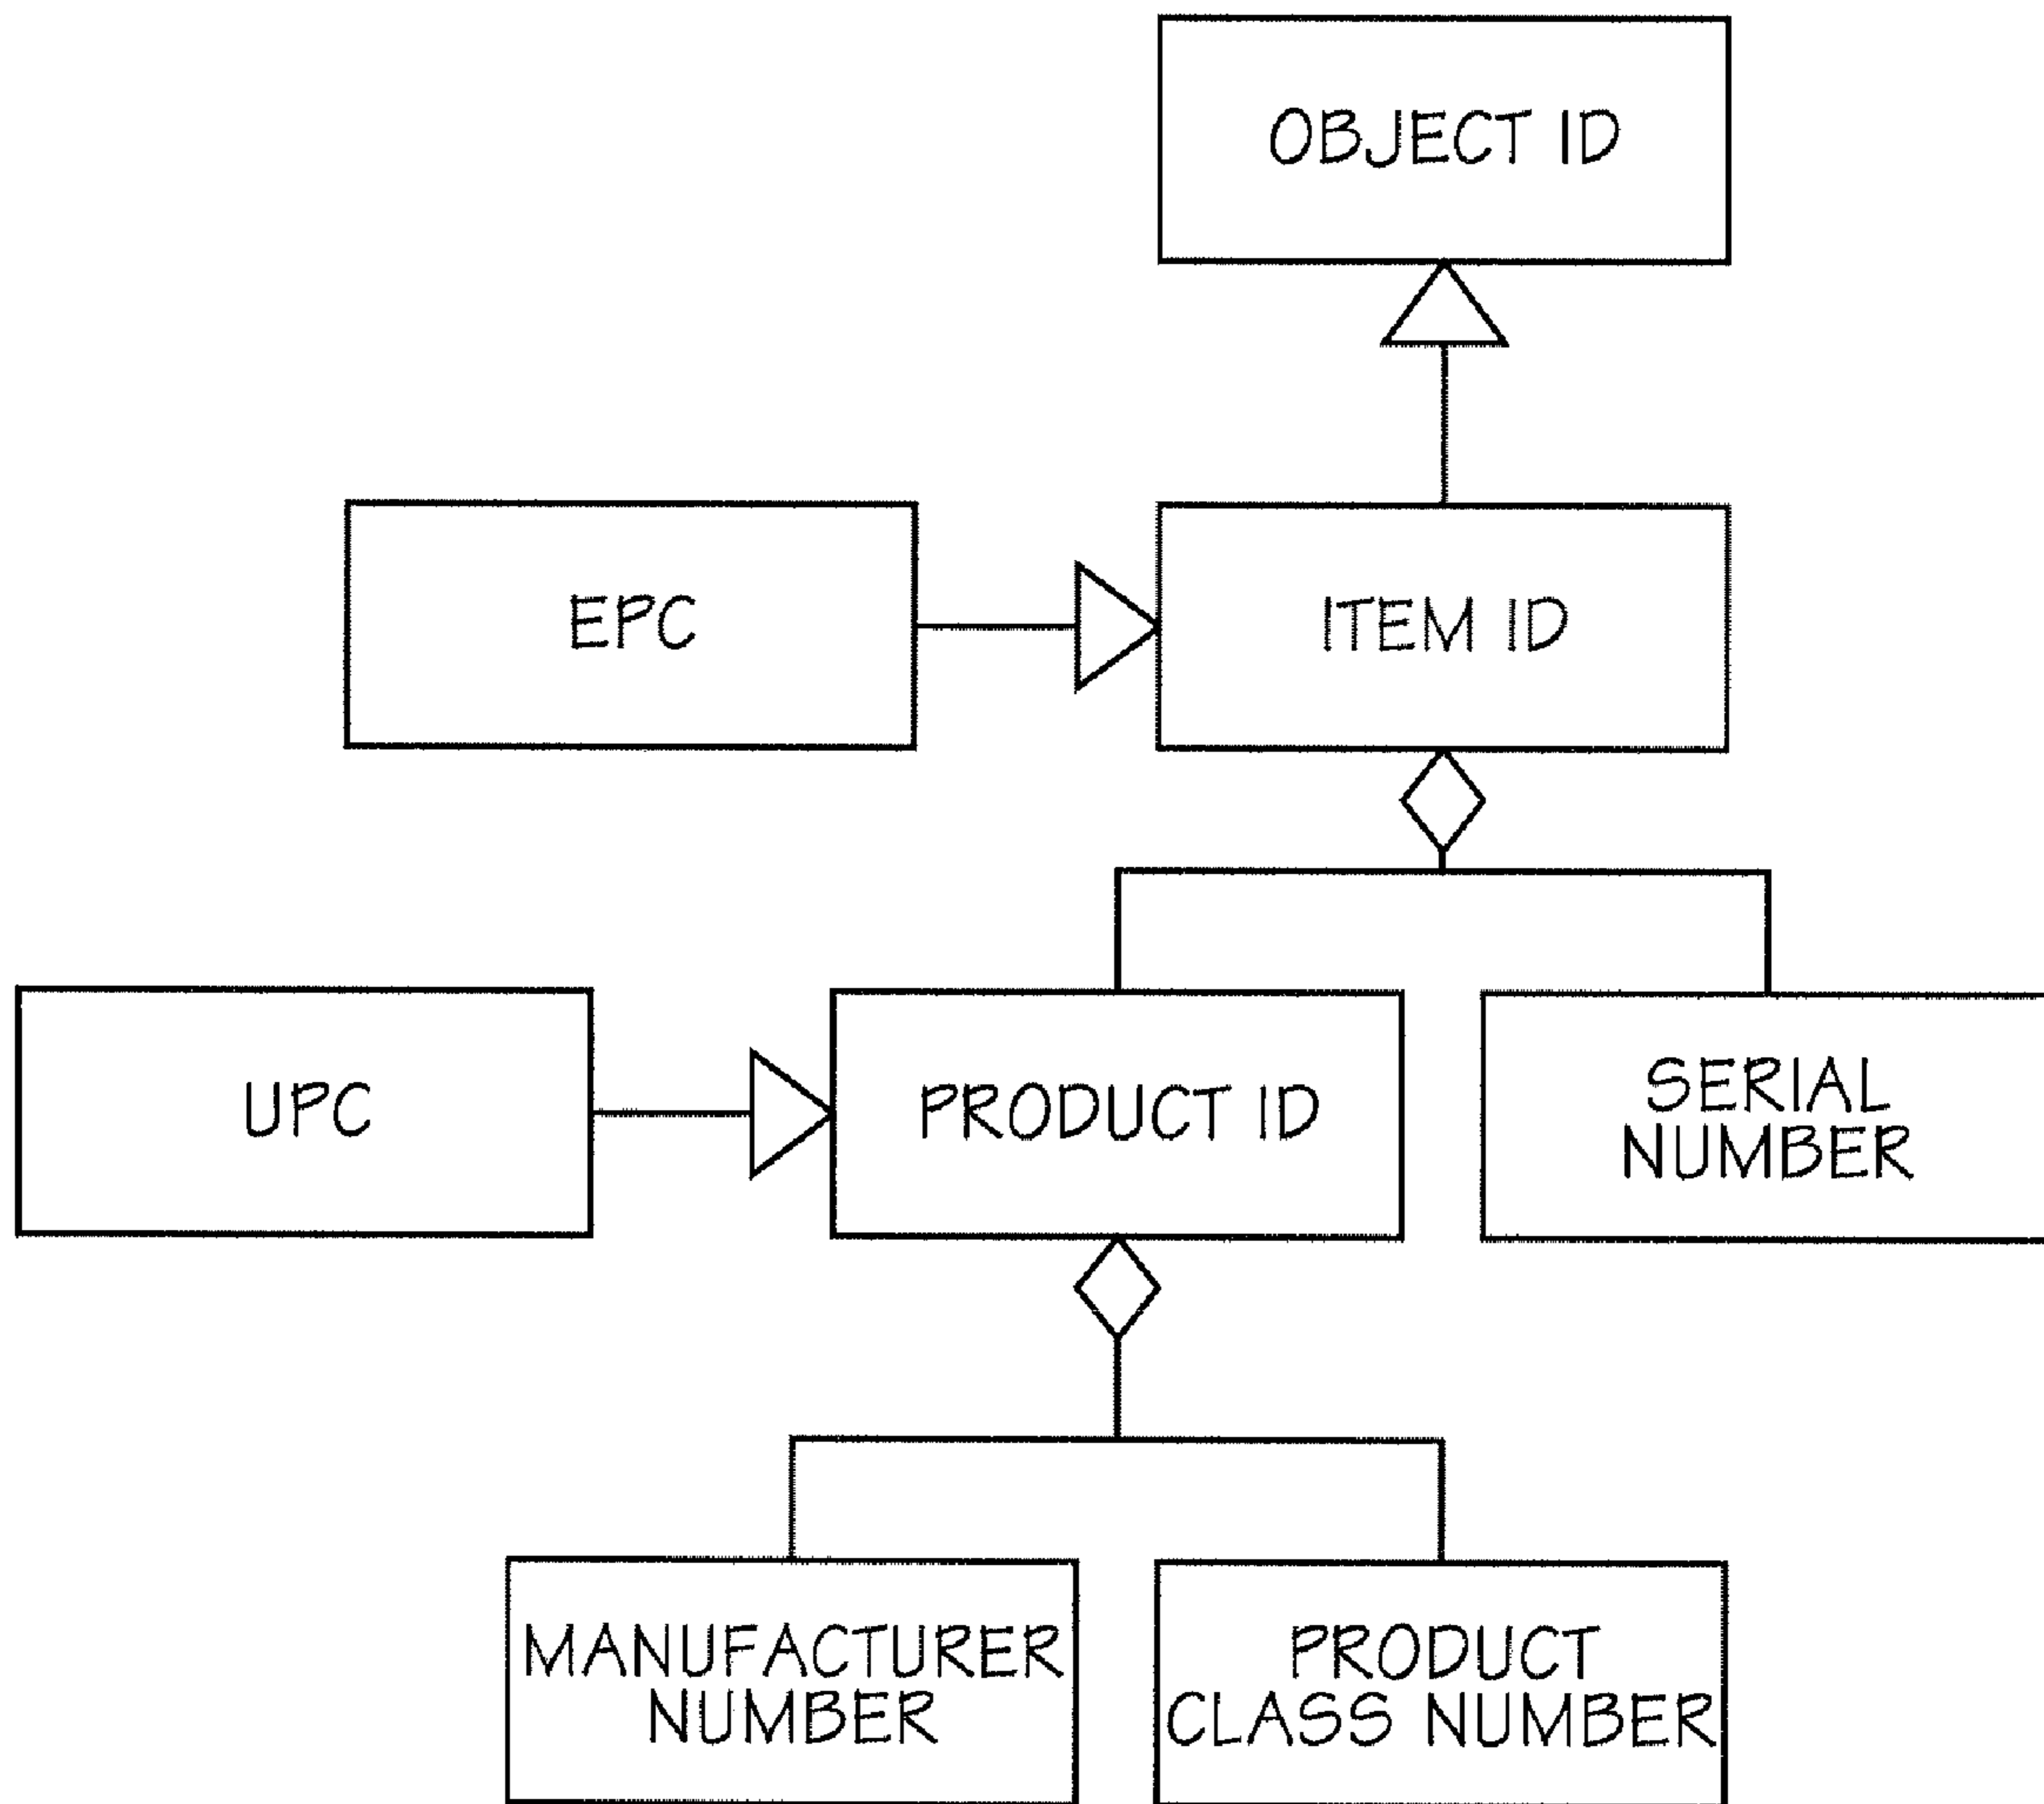 OBJECT ID
EPC
ITEM ID
UPC
PRODUCT ID
SERIAL
NUMBER
MANUFACTURER
NUMBER
PRODUCT
CLASS NUMBER